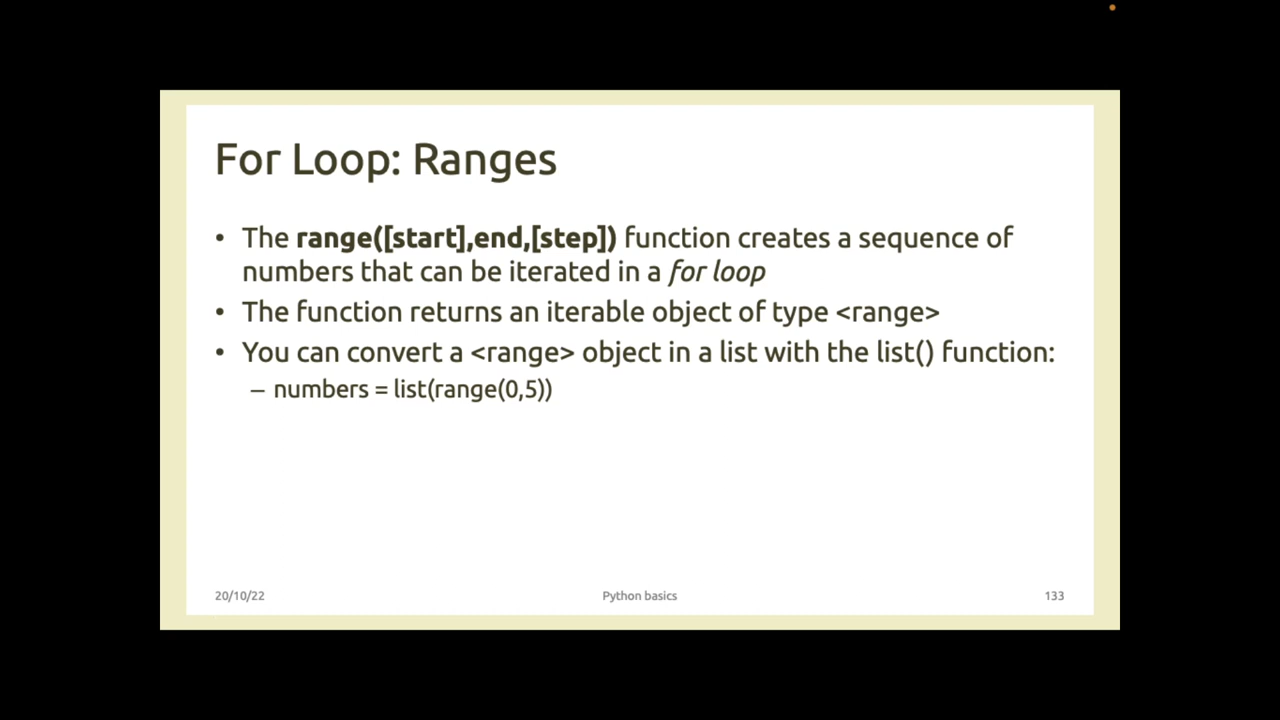 For Loop: Ranges
• The range([start],end,[step]) function creates a sequence of
numbers that can be iterated in a for loop
• The function returns an iterable object of type <range>
• You can convert a <range> object in a list with the list() function:
– numbers = list(range(0,5))
20/10/22
Python basics
133